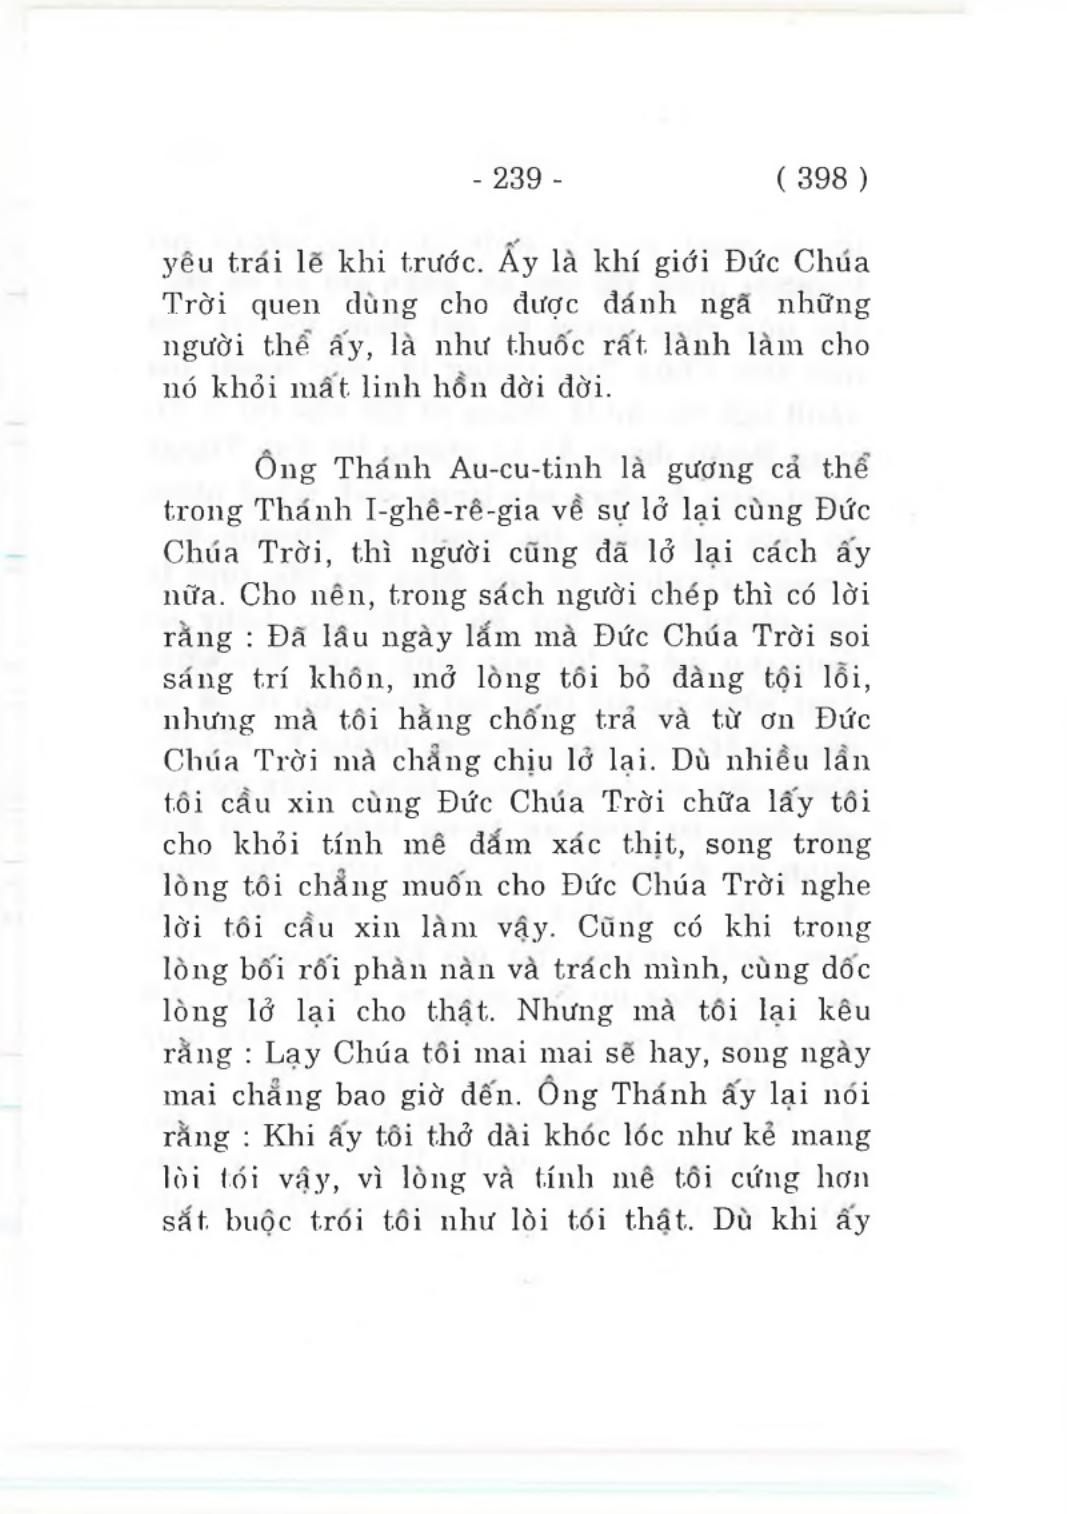 - 239 - ( 398 )
yêu trái lẽ khi trước. Ấy là khí giới Đức Chúa
Trời quen dùng cho được đánh ngã những
người thể ấy, là như thuốc rất lành làm cho
nó khỏi mất linh hồn đời đời.
Ông Thánh Au-cu-tinh là gương cả thể
trong Thánh I-ghê-rê-gia về sự lở lại cùng Đức
Chúa Trời, thì người cũng đã lở lại cách ấy
nữa. Cho nên, trong sách người chép thì có lời
rằng : Đã lâu ngày lắm mà Đức Chúa Trời soi
sáng trí khôn, mớ lòng tôi bỏ đàng tội lỗi,
nhưng mà tôi hằng chống trả và từ ơn Đức
Chúa Trời mà chẳng chịu lở lại. Dù nhiều lần
tôi cầu xin cùng Đức Chúa Trời chữa lấy tôi
cho khỏi tính mê đắm xác thịt, song trong
lòng tôi chẳng muốn cho Đức Chúa Trời nghe
lời tôi cầu xin làm vậy. Cũng có khi trong
lòng bối rối phàn nàn và trách mình, cùng dốc
lòng lở lại cho thật. Nhưng mà tôi lại kêu
rằng : Lạy Chúa tôi mai mai sẽ hay, song ngày
mai chẳng bao giờ đến. Ông Thánh ấy lại nói
rằng : Khi ấy tôi thở dài khóc lóc như kẻ mang
lòi tói vậy, vì lòng và tính mê tôi cứng hơn
sắt buộc trói tôi như lòi tói thật. Dù khi ấy